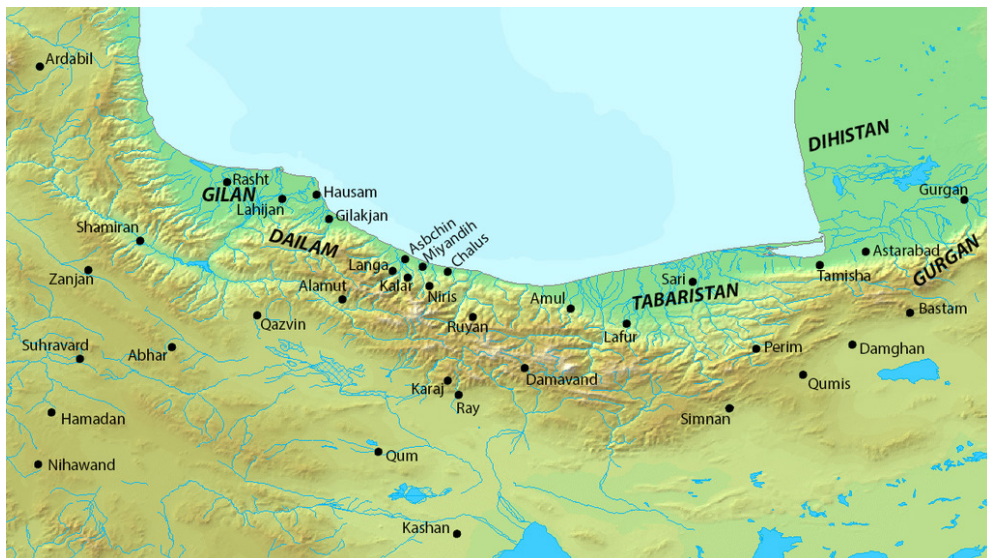 Ardabil
DIHISTAN
Rasht
GILAN
Hausam
Gurgan
Lahijan
Gilakjan
Shamiran
DAILAM
Asbchin
Miyandih
Chalus
Astarabad
GURGAN
Zanjan
Langa
Kalar
Niris
Sari
Tamisha
Alamut
TABARISTAN
Amul
Bastam
Qazvin
Ruyan
Lafur
Suhravard
Abhar
Perim
Damghan
Damavand
Karaj
Qumis
Ray
Hamadan
Simnan
Qum
Nihawand
Kashan